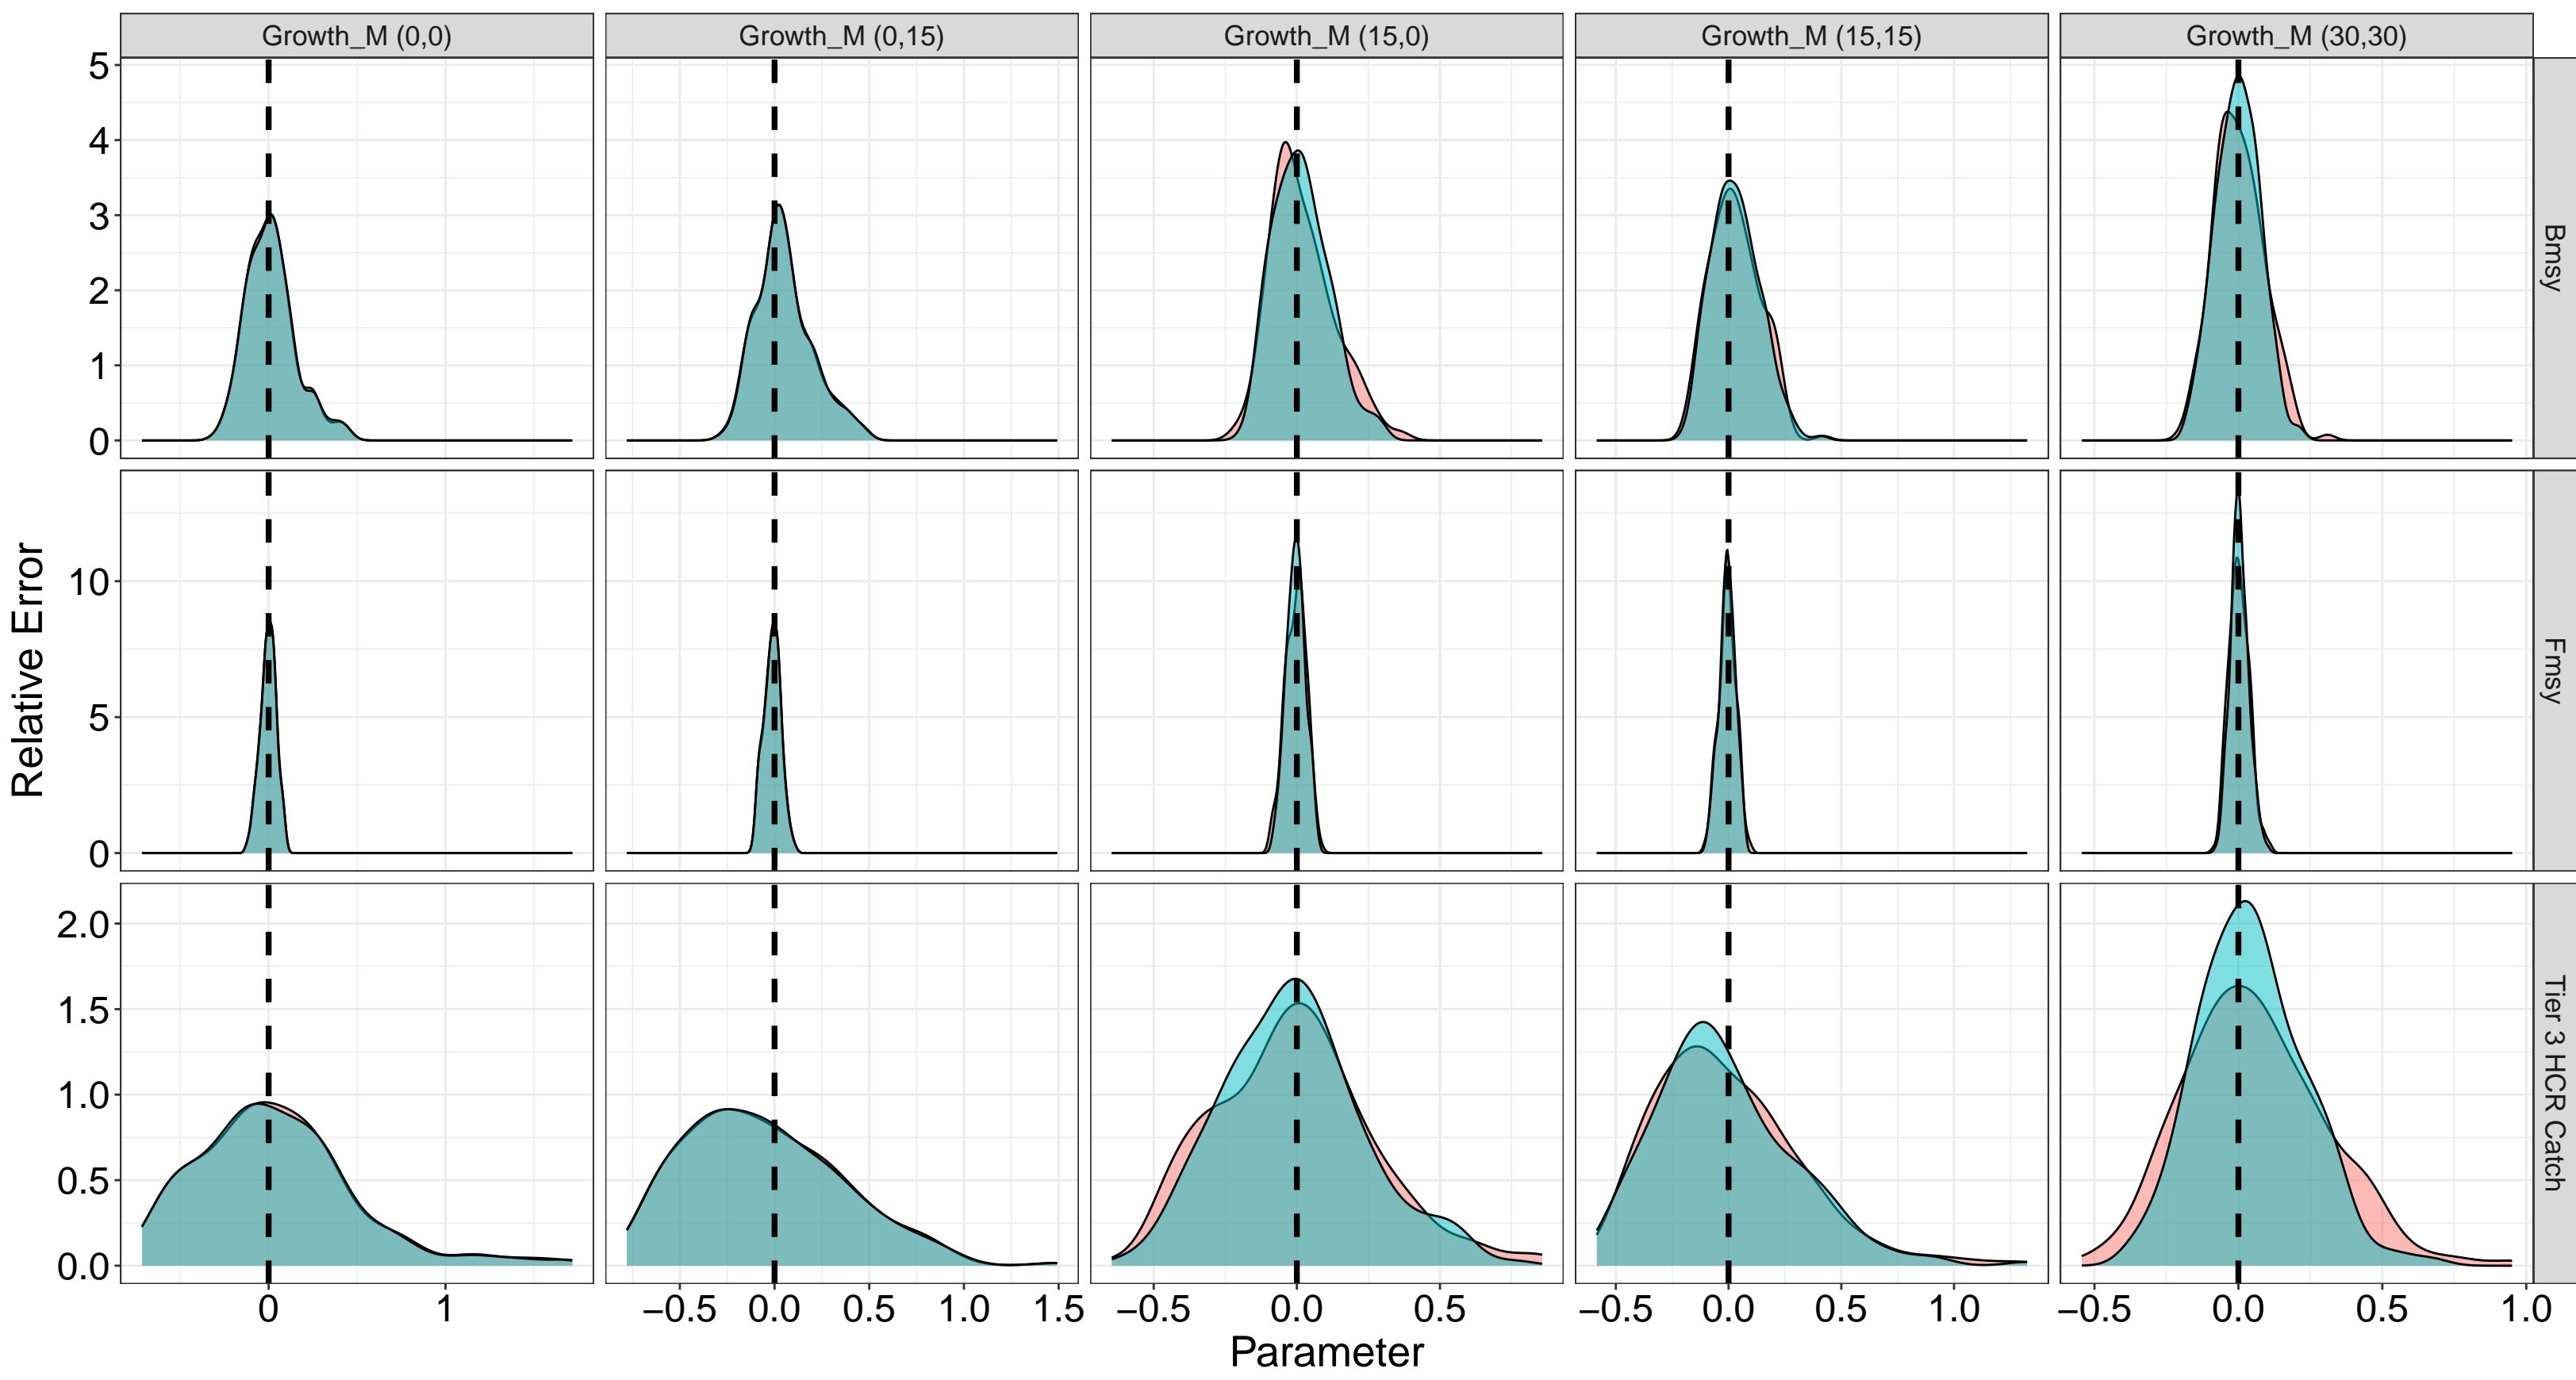 Growth_M (0,0) Growth_M (0,15) Growth_M (15,0) Growth_M (15,15) Growth_M (30,30)
5
4
3
2
1
0
Bmsy
10
5
0
Fmsy
2.0
1.5
1.0
0.5
0.0
Tier 3 HCR Catch
Relative Error
0 1 −0.5 0.0 0.5 1.0 1.5 −0.5 0.0 0.5 −0.5 0.0 0.5 1.0 −0.5 0.0 0.5 1.0
Parameter